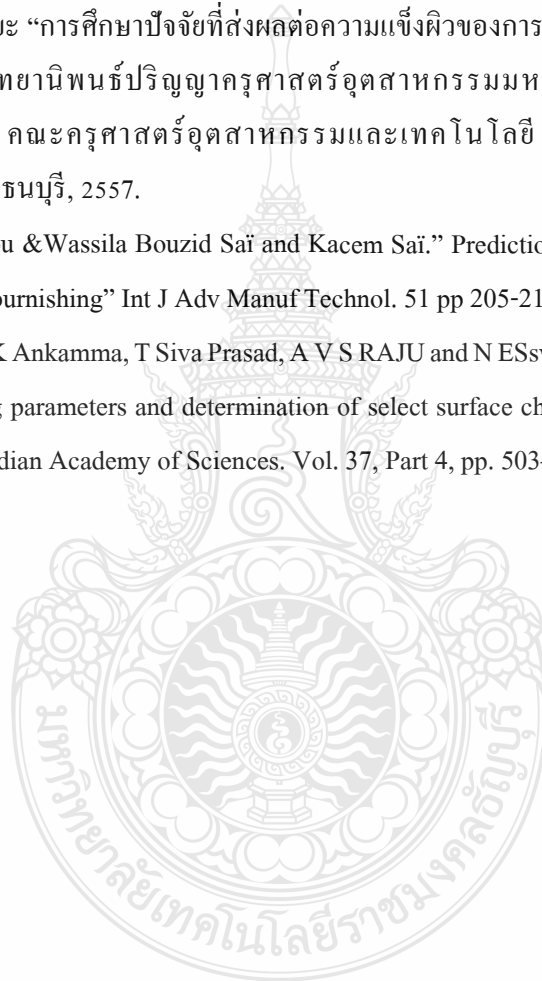 ยะ “การศึกษาปัจจัยที่ส่งผลต่อความแข็งผิวของการ
ทยานิพนธ์ปริญญาครุศาสตร์อุตสาหกรรมมห
คณะครุศาสตร์อุตสาหกรรมและเทคโนโลยี
ธนบุรี, 2557.
ou &Wassila Bouzid Saï and Kacem Saï.” Predictio
ournishing” Int J Adv Manuf Technol. 51 pp 205-21
K Ankamma, T Siva Prasad, A V S RAJU and N ESsv
g parameters and determination of select surface ch
dian Academy of Sciences. Vol. 37, Part 4, pp. 503-
มหาวิทยาลัยเทคโนโลยีราชมงคลธัญบุรี